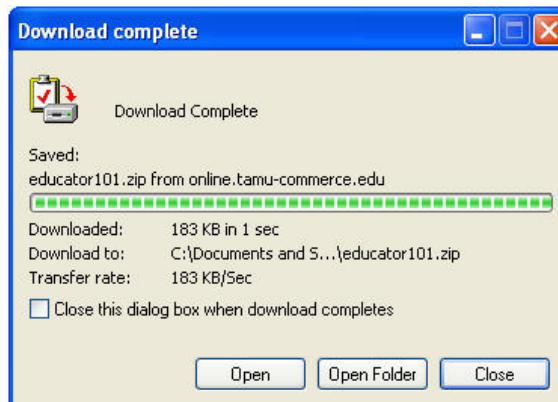 Download complete
Download Complete
Saved:
educator101.zip from online.tamu-commerce.edu
Downloaded: 183 KB in 1 sec
Download to: C:\Documents and S...\educator101.zip
Transfer rate: 183 KB/Sec
Close this dialog box when download completes
Open Open Folder Close